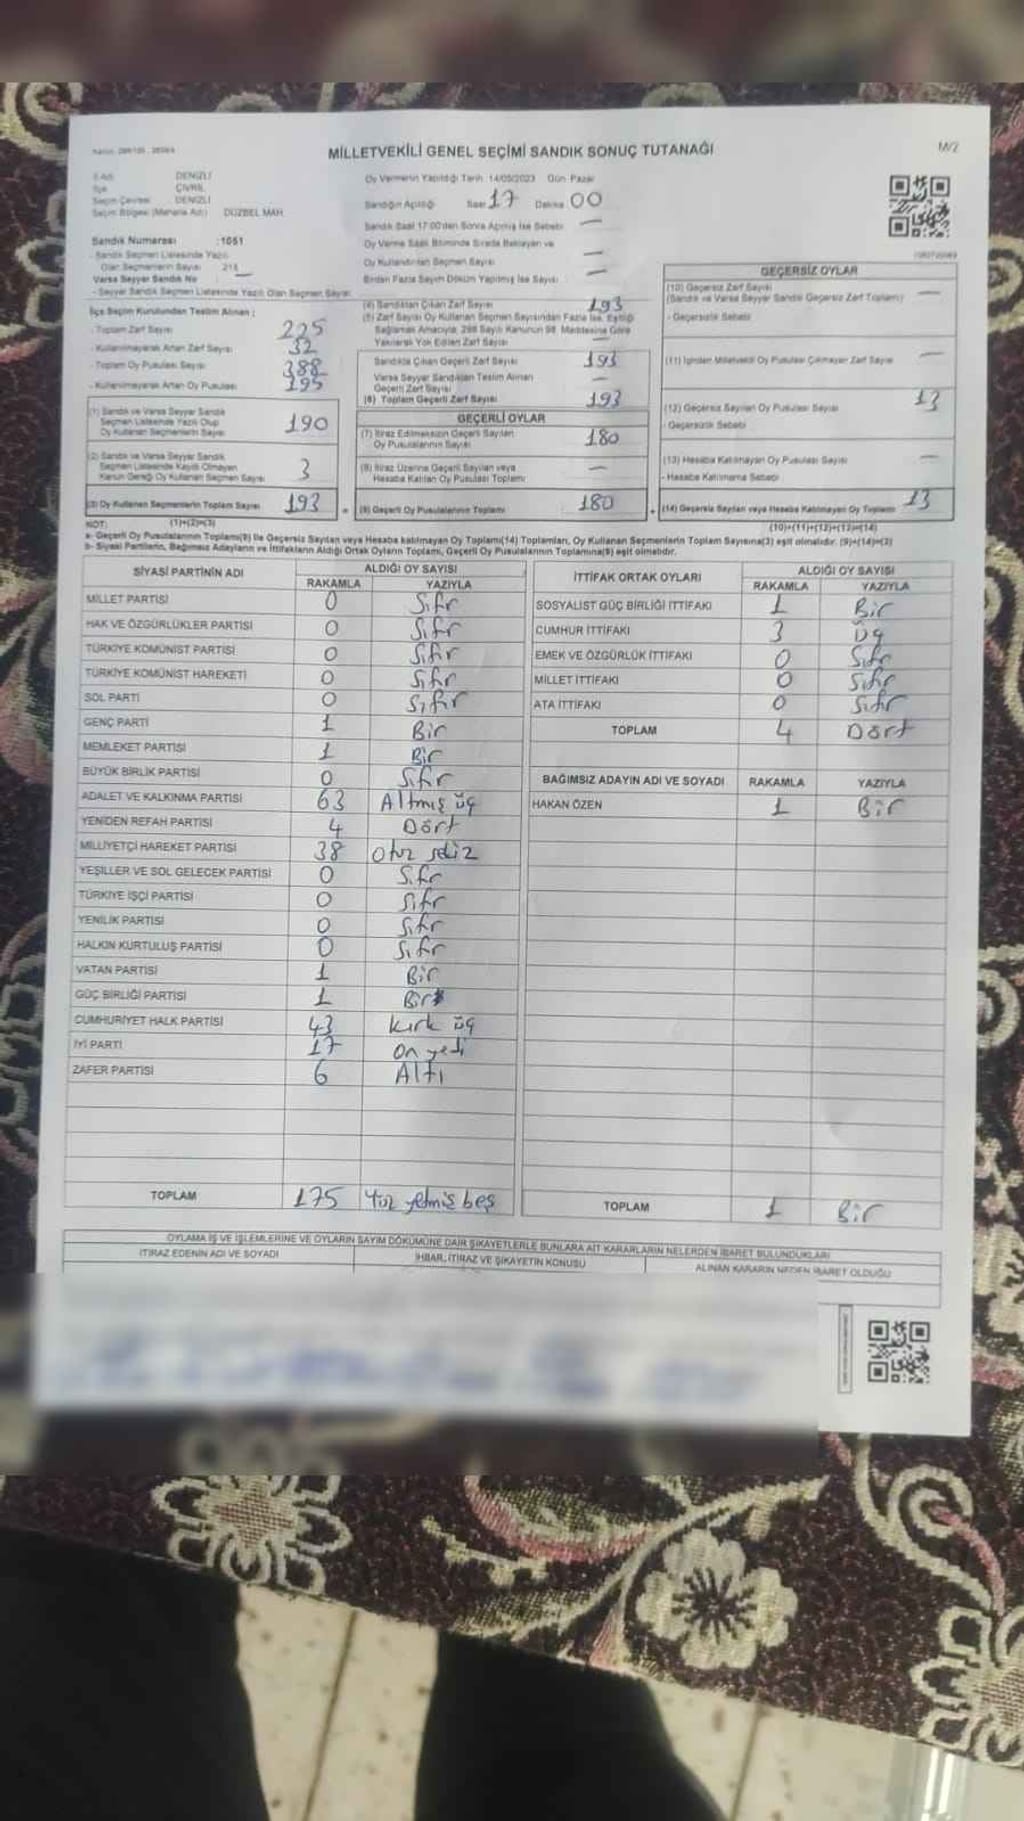 MİLLETVEKİLİ GENEL SEÇİMİ SANDIK SONUÇ TUTANAĞI
M/2
İli Adı DENİZLİ
İlçe ÇİVRİL
Seçim Çevresi DENİZLİ
Seçim Bölgesi (Mahalle Adı) DÜZBEL MAH.
Sandık Numarası :1051
- Sandık Seçmen Listesinde Yazılı
Olan Seçmenlerin Sayısı
Varsa Seyyar Sandık No
- Seyyar Sandık Seçmen Listesinde Yazılı Olan Seçmen Sayısı
İlçe Seçim Kurulundan Teslim Alınan :
- Toplam Zarf Sayısı 225
- Kullanılmayarak Artan Zarf Sayısı 32
- Toplam Oy Pusulası Sayısı 388
- Kullanılmayarak Artan Oy Pusulası 195
(1) Sandık ve Varsa Seyyar Sandık
Seçmen Listesinde Yazılı Olup
Oy Kullanan Seçmenlerin Sayısı 190
(2) Sandık ve Varsa Seyyar Sandık
Seçmen Listesinde Kayıtlı Olmayan
Kanun Gereği Oy Kullanan Seçmen Sayısı 3
(3) Oy Kullanan Seçmenlerin Toplam Sayısı 193
(1)+(2)=(3)
Oy Vermenin Yapıldığı Tarih: 14/05/2023 Gün: Pazar
Sandığın Açılışı Saat 17 Dakika 00
Sandık Saat 17:00'den Sonra Açılmış İse Sebebi —
Oy Verme Saati Bitiminde Sırada Bekleyen ve
Oy Kullandırılan Seçmen Sayısı —
Birden Fazla Sayım Döküm Yapılmış İse Sayısı —
(4) Sandıktan Çıkan Zarf Sayısı 193
(5) Zarf Sayısı Oy Kullanan Seçmen Sayısından Fazla İse, Eşitliği
Sağlamak Amacıyla, 298 Sayılı Kanunun 98. Maddesine Göre
Yakılarak Yok Edilen Zarf Sayısı —
Sandıkta Çıkan Geçerli Zarf Sayısı 193
Varsa Seyyar Sandıktan Teslim Alınan
Geçerli Zarf Sayısı —
(6) Toplam Geçerli Zarf Sayısı 193
GEÇERLİ OYLAR
(7) İtiraz Edilmeksizin Geçerli Sayılan
Oy Pusulalarının Sayısı 180
(8) İtiraz Üzerine Geçerli Sayılan veya
Hesaba Katılan Oy Pusulası Toplamı —
(9) Geçerli Oy Pusulalarının Toplamı 180
GEÇERSİZ OYLAR
(10) Geçersiz Zarf Sayısı
(Sandık ve Varsa Seyyar Sandık Geçersiz Zarf Toplamı) —
- Geçersizlik Sebebi
(11) İçinden Milletvekili Oy Pusulası Çıkmayan Zarf Sayısı —
(12) Geçersiz Sayılan Oy Pusulası Sayısı 13
- Geçersizlik Sebebi
(13) Hesaba Katılmayan Oy Pusulası Sayısı —
- Hesaba Katılmama Sebebi
(14) Geçersiz Sayılan veya Hesaba Katılmayan Oy Toplamı 13
(10)+(11)+(12)+(13)=(14)
NOT:
a- Geçerli Oy Pusulalarının Toplamı(9) ile Geçersiz Sayılan veya Hesaba katılmayan Oy Toplamı(14) Toplamları, Oy Kullanan Seçmenlerin Toplam Sayısına(3) eşit olmalıdır. (9)+(14)=(3)
b- Siyasi Partilerin, Bağımsız Adayların ve İttifakların Aldığı Ortak Oyların Toplamı, Geçerli Oy Pusulalarının Toplamına(9) eşit olmalıdır.
SİYASİ PARTİNİN ADI ALDIĞI OY SAYISI
RAKAMLA YAZIYLA
MİLLET PARTİSİ 0 Sıfır
HAK VE ÖZGÜRLÜKLER PARTİSİ 0 Sıfır
TÜRKİYE KOMÜNİST PARTİSİ 0 Sıfır
TÜRKİYE KOMÜNİST HAREKETİ 0 Sıfır
SOL PARTİ 0 Sıfır
GENÇ PARTİ 1 Bir
MEMLEKET PARTİSİ 1 Bir
BÜYÜK BİRLİK PARTİSİ 0 Sıfır
ADALET VE KALKINMA PARTİSİ 63 Altmış üç
YENİDEN REFAH PARTİSİ 4 Dört
MİLLİYETÇİ HAREKET PARTİSİ 38 Otuz sekiz
YEŞİLLER VE SOL GELECEK PARTİSİ 0 Sıfır
TÜRKİYE İŞÇİ PARTİSİ 0 Sıfır
YENİLİK PARTİSİ 0 Sıfır
HALKIN KURTULUŞ PARTİSİ 0 Sıfır
VATAN PARTİSİ 1 Bir
GÜÇ BİRLİĞİ PARTİSİ 1 Bir
CUMHURİYET HALK PARTİSİ 43 Kırk üç
İYİ PARTİ 17 On yedi
ZAFER PARTİSİ 6 Altı
TOPLAM 175 Yüz yetmiş beş
İTTİFAK ORTAK OYLARI ALDIĞI OY SAYISI
RAKAMLA YAZIYLA
SOSYALİST GÜÇ BİRLİĞİ İTTİFAKI 1 Bir
CUMHUR İTTİFAKI 3 Üç
EMEK VE ÖZGÜRLÜK İTTİFAKI 0 Sıfır
MİLLET İTTİFAKI 0 Sıfır
ATA İTTİFAKI 0 Sıfır
TOPLAM 4 Dört
BAĞIMSIZ ADAYIN ADI VE SOYADI RAKAMLA YAZIYLA
HAKAN ÖZEN 1 Bir
TOPLAM 1 Bir
OYLAMA İŞ VE İŞLEMLERİNE VE OYLARIN SAYIM DÖKÜMÜNE DAİR ŞİKAYETLERLE BUNLARA AİT KARARLARIN NELERDEN İBARET BULUNDUKLARI
İTİRAZ EDENİN ADI VE SOYADI İHBAR, İTİRAZ VE ŞİKAYETİN KONUSU ALINAN KARARIN NEDEN İBARET OLDUĞU